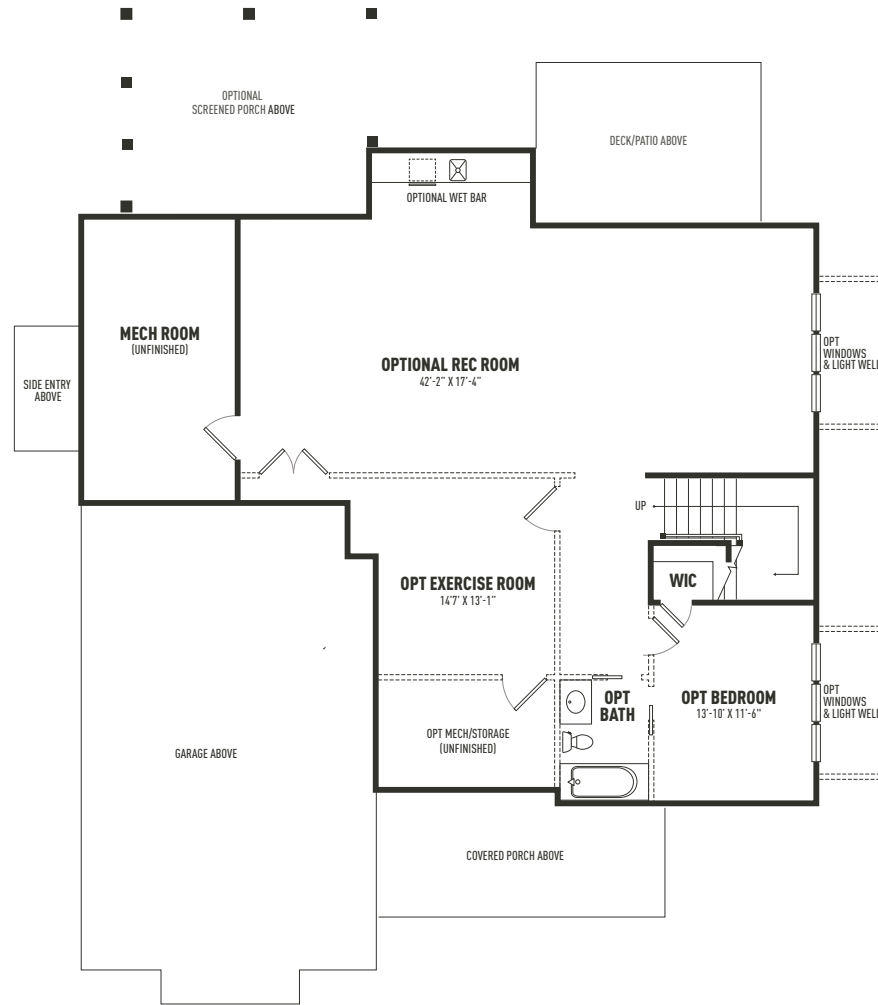 OPTIONAL
SCREENED PORCH ABOVE
DECK/PATIO ABOVE
OPTIONAL WET BAR
MECH ROOM
(UNFINISHED)
OPTIONAL REC ROOM
42'-2" X 17'-4"
OPT
WINDOWS
& LIGHT WELL
SIDE ENTRY
ABOVE
UP
OPT EXERCISE ROOM
14'7' X 13'-1"
WIC
OPT
BATH
OPT BEDROOM
13'-10' X 11'-6"
OPT
WINDOWS
& LIGHT WELL
OPT MECH/STORAGE
(UNFINISHED)
GARAGE ABOVE
COVERED PORCH ABOVE